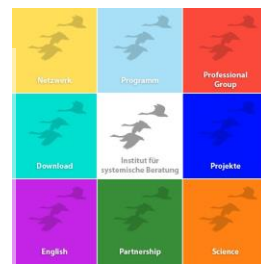 Netzwerk
Programm
Professional
Group
Download
Institut für
systemische Beratung
Projekte
English
Partnership
Science